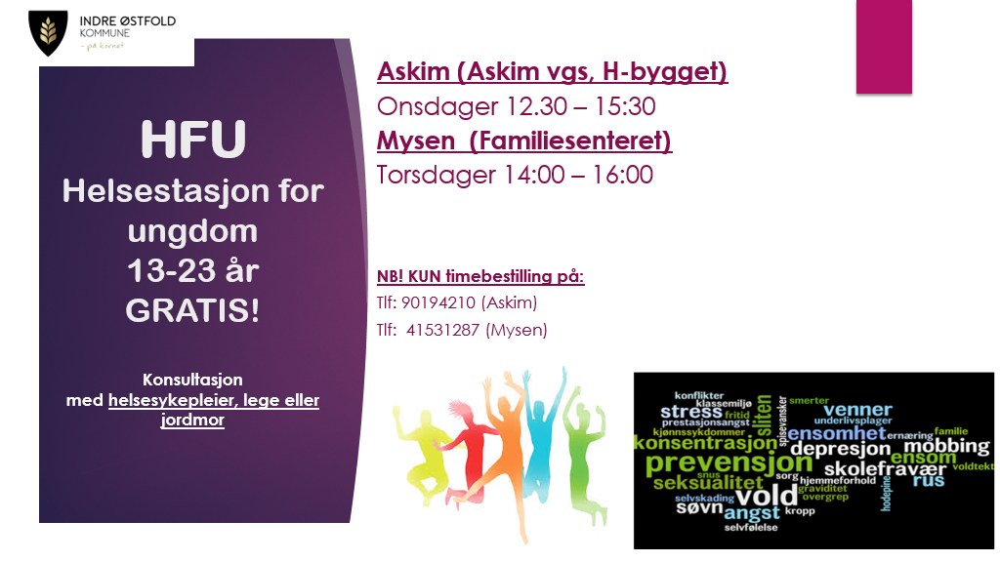 INDRE ØSTFOLD
KOMMUNE
– på kornet
HFU
Helsestasjon for
ungdom
13-23 år
GRATIS!
Konsultasjon
med helsesykepleier, lege eller
jordmor
Askim (Askim vgs, H-bygget)
Onsdager 12.30 – 15:30
Mysen (Familiesenteret)
Torsdager 14:00 – 16:00
NB! KUN timebestilling på:
Tlf: 90194210 (Askim)
Tlf: 41531287 (Mysen)
konflikter
klassemiljø
smerter
stress
fritid
sliten
spisevansker
venner
prestasjonsangst
underlivsplager
kjønnssykdommer
ensomhet
ernæring
familie
konsentrasjon
depresjon
mobbing
prevensjon
ensom
skolefravær
voldtekt
snus
sorg
hjemmeforhold
rus
seksualitet
graviditet
selvskading
vold
overgrep
hodepine
søvn
angst
kropp
selvfølelse